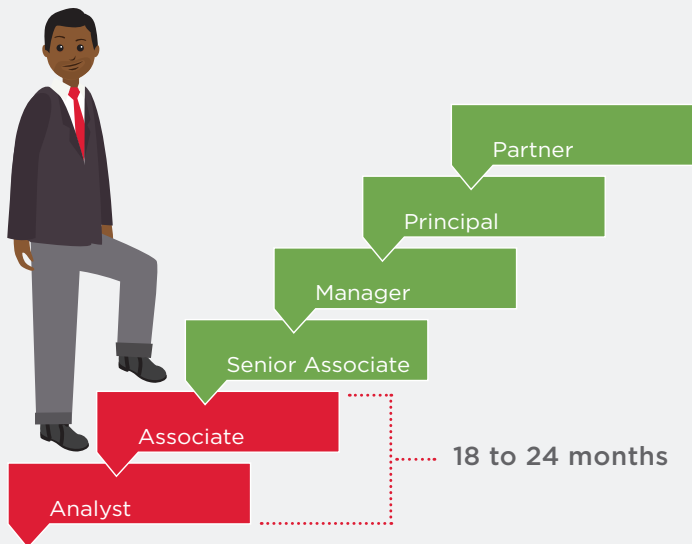 Partner
Principal
Manager
Senior Associate
Associate
18 to 24 months
Analyst